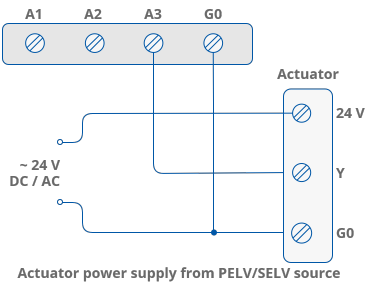 A1 A2 A3 G0
Actuator
24 V
~ 24 V
DC / AC
Y
G0
Actuator power supply from PELV/SELV source